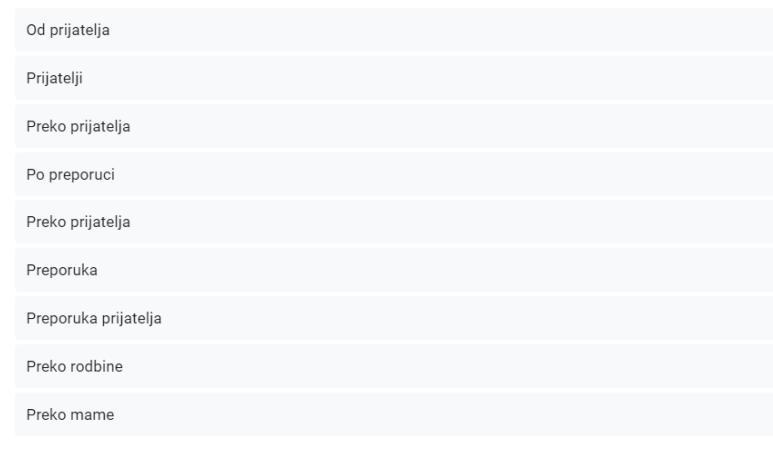 Od prijatelja
Prijatelji
Preko prijatelja
Po preporuci
Preko prijatelja
Preporuka
Preporuka prijatelja
Preko rodbine
Preko mame